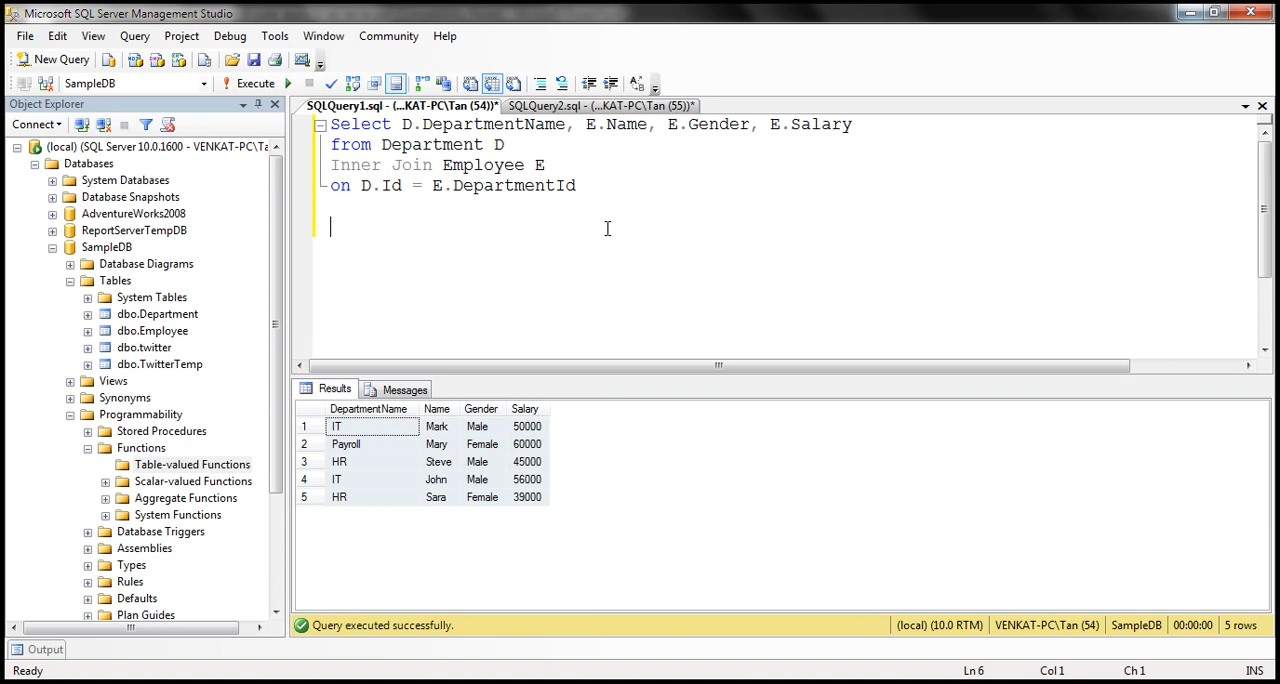 Microsoft SQL Server Management Studio
File Edit View Query Project Debug Tools Window Community Help
New Query
SampleDB Execute
Object Explorer
Connect
(local) (SQL Server 10.0.1600 - VENKAT-PC\Ta
Databases
System Databases
Database Snapshots
AdventureWorks2008
ReportServerTempDB
SampleDB
Database Diagrams
Tables
System Tables
dbo.Department
dbo.Employee
dbo.twitter
dbo.TwitterTemp
Views
Synonyms
Programmability
Stored Procedures
Functions
Table-valued Functions
Scalar-valued Functions
Aggregate Functions
System Functions
Database Triggers
Assemblies
Types
Rules
Defaults
Plan Guides
SQLQuery1.sql - (...KAT-PC\Tan (54))* SQLQuery2.sql - (...KAT-PC\Tan (55))*
Select D.DepartmentName, E.Name, E.Gender, E.Salary
from Department D
Inner Join Employee E
on D.Id = E.DepartmentId
Results Messages
DepartmentName Name Gender Salary
1 IT Mark Male 50000
2 Payroll Mary Female 60000
3 HR Steve Male 45000
4 IT John Male 56000
5 HR Sara Female 39000
Query executed successfully. (local) (10.0 RTM) VENKAT-PC\Tan (54) SampleDB 00:00:00 5 rows
Output
Ready Ln 6 Col 1 Ch 1 INS